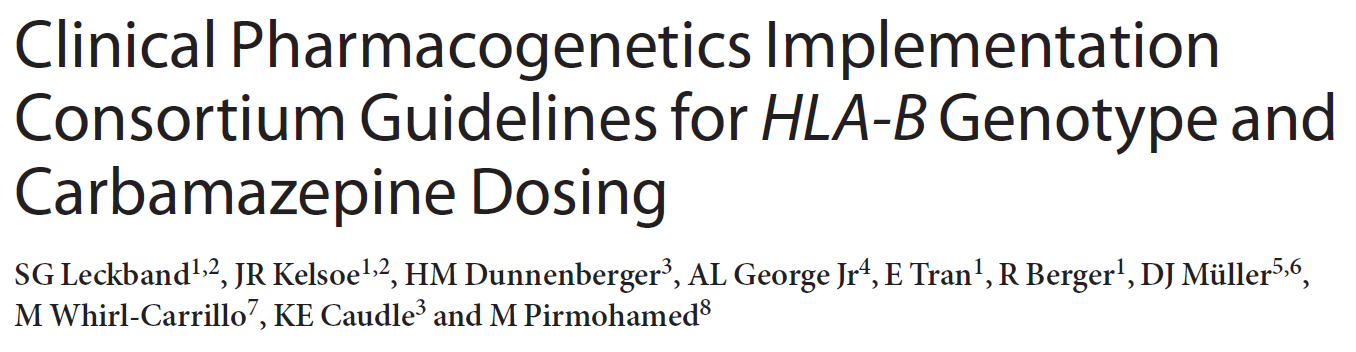 Clinical Pharmacogenetics Implementation
Consortium Guidelines for HLA-B Genotype and
Carbamazepine Dosing
SG Leckband1,2, JR Kelsoe1,2, HM Dunnenberger3, AL George Jr4, E Tran1, R Berger1, DJ Müller5,6,
M Whirl-Carrillo7, KE Caudle3 and M Pirmohamed8